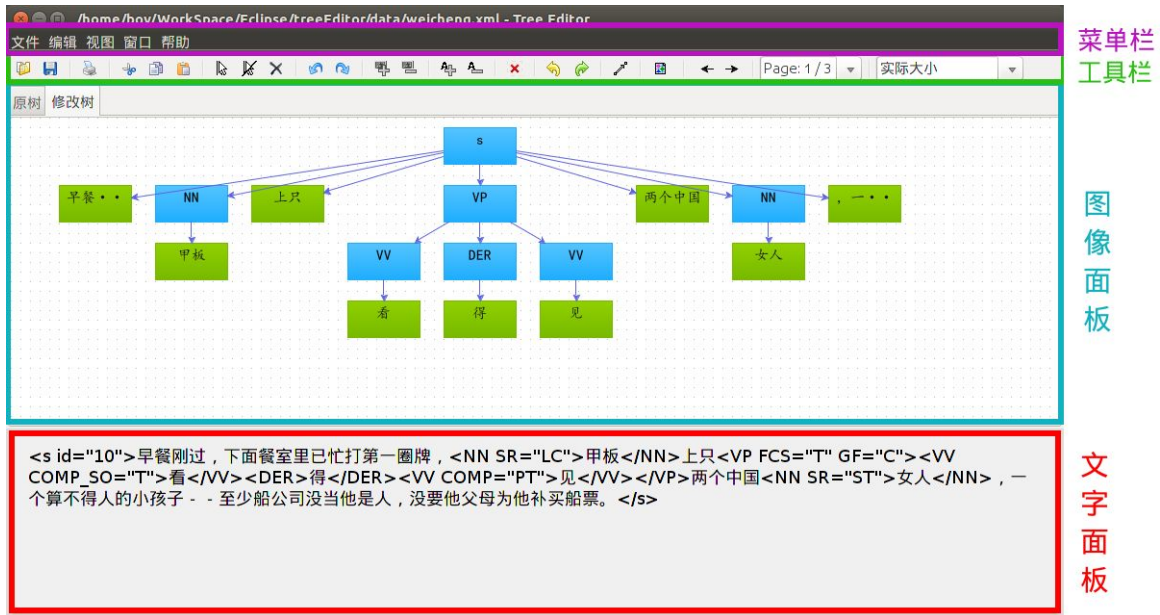 /home/hoy/WorkSpace/Eclipse/treeEditor/data/weicheng.xml - Tree Editor
文件 编辑 视图 窗口 帮助
菜单栏
Page: 1 / 3
实际大小
工具栏
原树 修改树
s
早餐・・ NN 上只 VP 两个中国 NN ，一・・
甲板 VV DER VV 女人
看 得 见
图像面板
<s id="10">早餐刚过，下面餐室里已忙打第一圈牌，<NN SR="LC">甲板</NN>上只<VP FCS="T" GF="C"><VV
COMP_SO="T">看</VV><DER>得</DER><VV COMP="PT">见</VV></VP>两个中国<NN SR="ST">女人</NN>，一
个算不得人的小孩子 - - 至少船公司没当他是人，没要他父母为他补买船票。</s>
文字面板